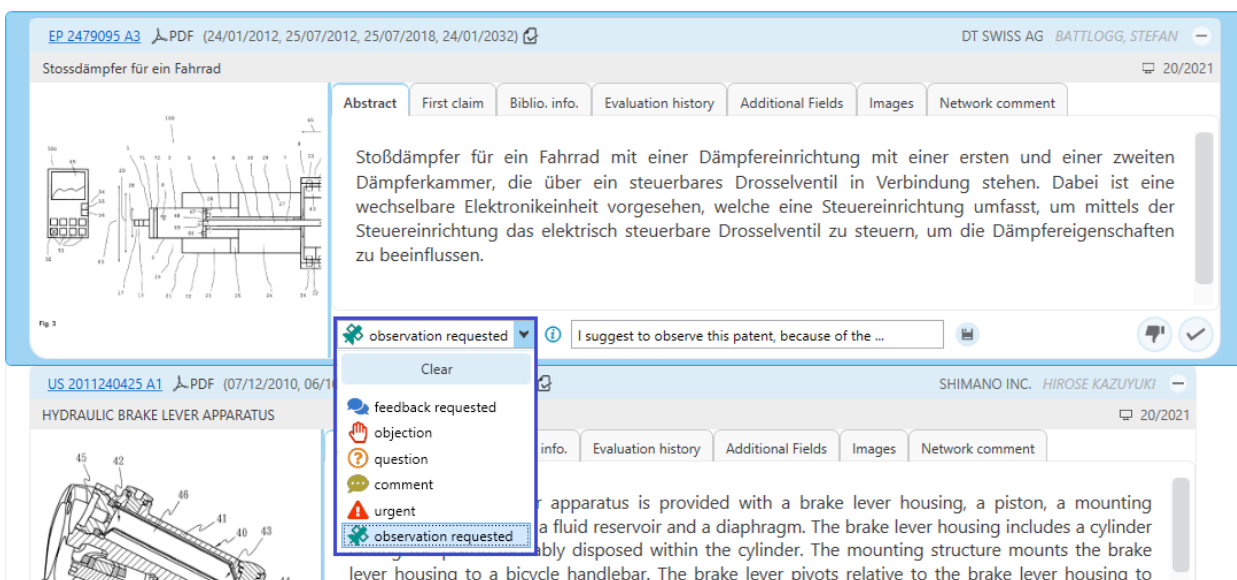 EP 2479095 A3 PDF (24/01/2012, 25/07/2012, 25/07/2018, 24/01/2032) DT SWISS AG BATTLOGG, STEFAN
Stossdämpfer für ein Fahrrad 20/2021
Abstract First claim Biblio. info. Evaluation history Additional Fields Images Network comment
Stoßdämpfer für ein Fahrrad mit einer Dämpfereinrichtung mit einer ersten und einer zweiten
Dämpferkammer, die über ein steuerbares Drosselventil in Verbindung stehen. Dabei ist eine
wechselbare Elektronikeinheit vorgesehen, welche eine Steuereinrichtung umfasst, um mittels der
Steuereinrichtung das elektrisch steuerbare Drosselventil zu steuern, um die Dämpfereigenschaften
zu beeinflussen.
Fig. 3
observation requested I suggest to observe this patent, because of the ...
Clear
feedback requested
objection
question
comment
urgent
observation requested
US 2011240425 A1 PDF (07/12/2010, SHIMANO INC. HIROSE KAZUYUKI
HYDRAULIC BRAKE LEVER APPARATUS 20/2021
info. Evaluation history Additional Fields Images Network comment
45 42
46
41
40 43
apparatus is provided with a brake lever housing, a piston, a mounting
a fluid reservoir and a diaphragm. The brake lever housing includes a cylinder
disposed within the cylinder. The mounting structure mounts the brake
lever housing to a bicycle handlebar. The brake lever pivots relative to the brake lever housing to